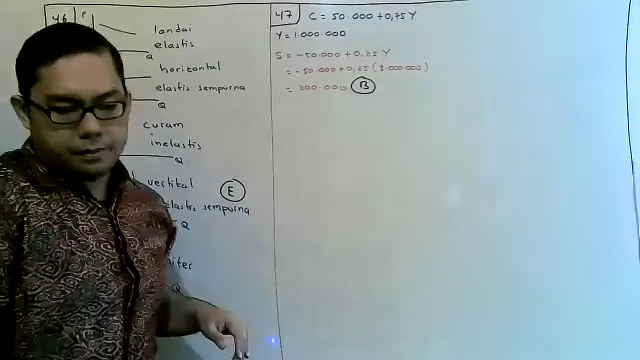 46 P
landai
elastis
Q
horizontal
elastis sempurna
Q
curam
inelastis
Q
vertikal
elastis sempurna
Q
E
niter
Q
47 C = 50.000 + 0,75 Y
Y = 1.000.000
S = -50.000 + 0,25 Y
= -50.000 + 0,25 (1.000.000)
= 200.000 B